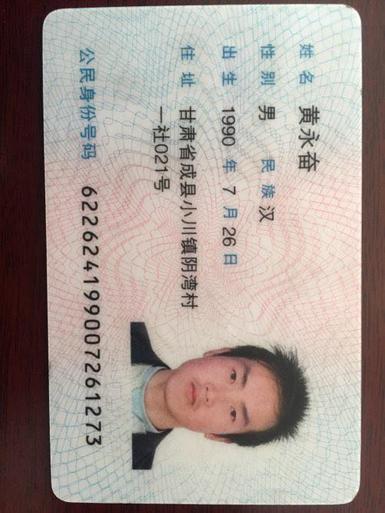 姓名 黄永奋
性别 男 民族 汉
出生 1990 年 7 月 26 日
住址 甘肃省成县小川镇阴湾村
一社021号
公民身份号码 622624199007261273